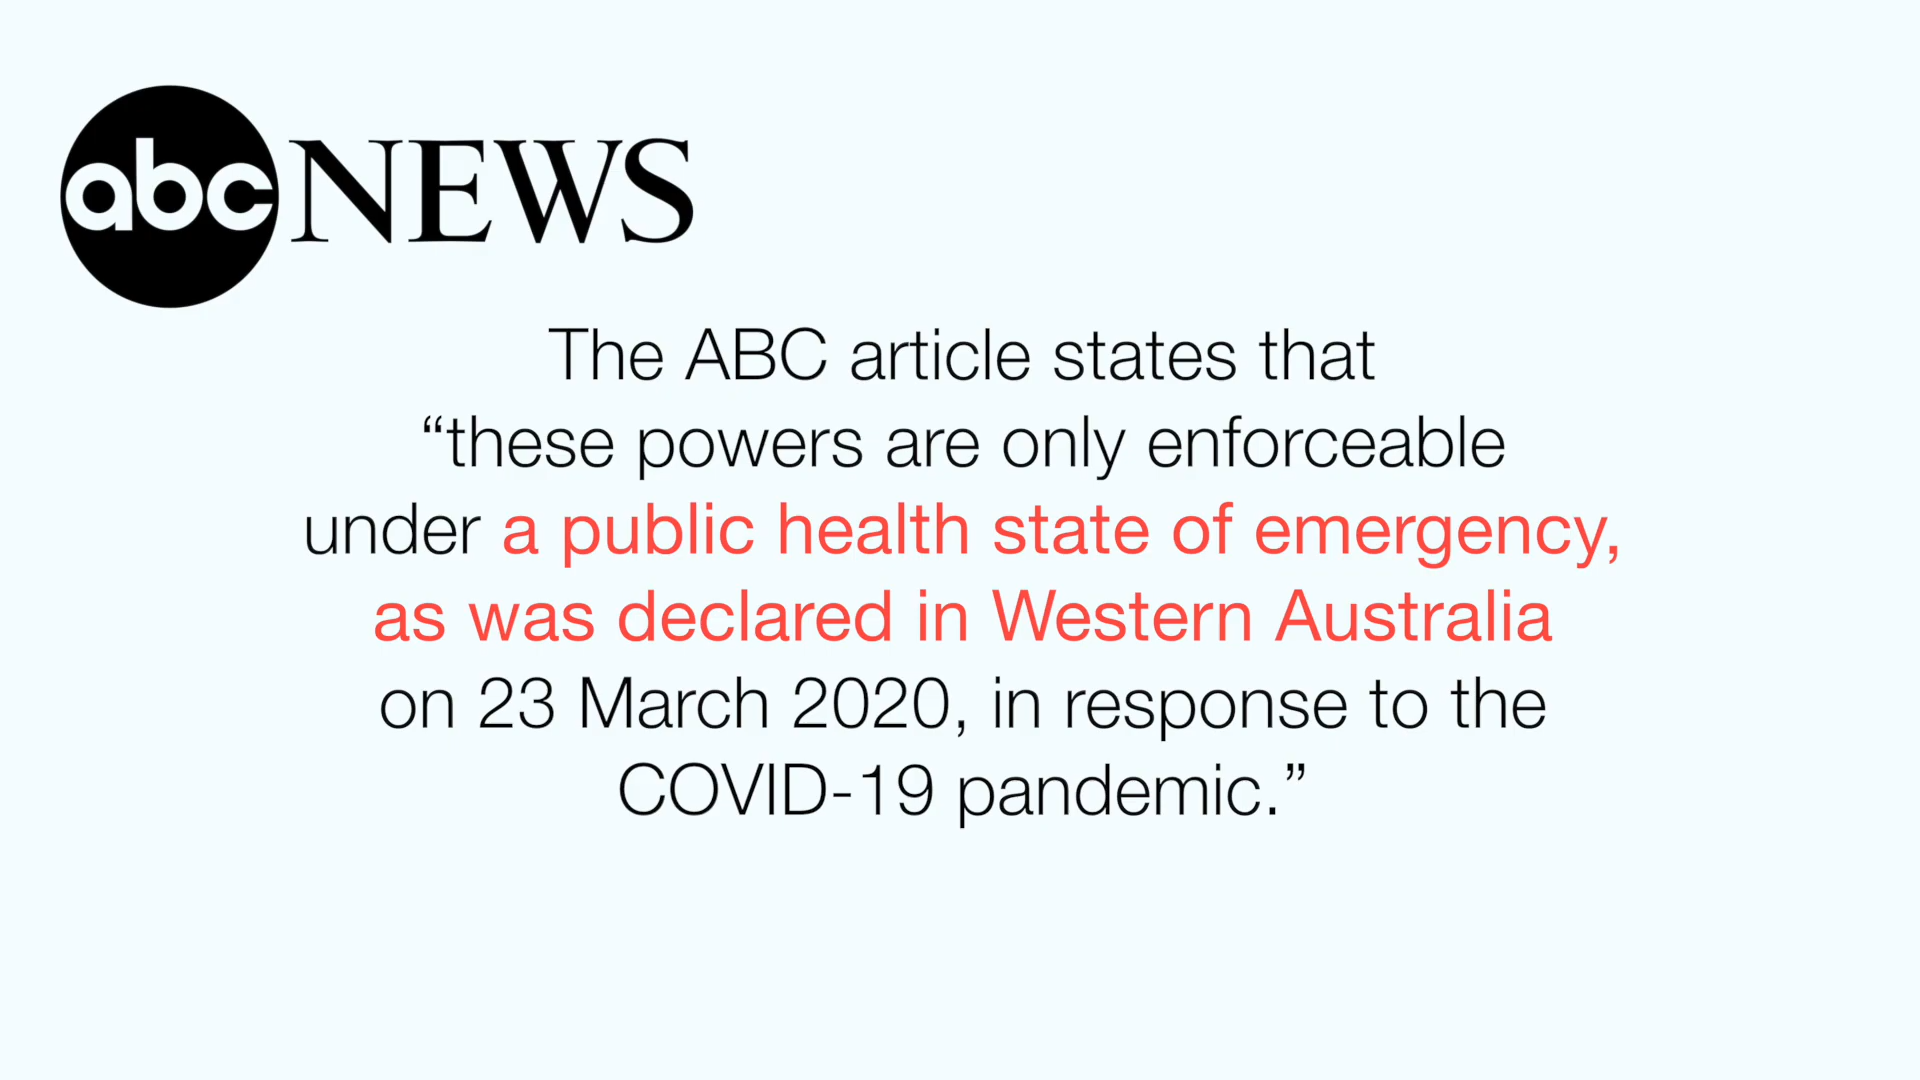 abc NEWS
The ABC article states that
“these powers are only enforceable
under a public health state of emergency,
as was declared in Western Australia
on 23 March 2020, in response to the
COVID-19 pandemic.”